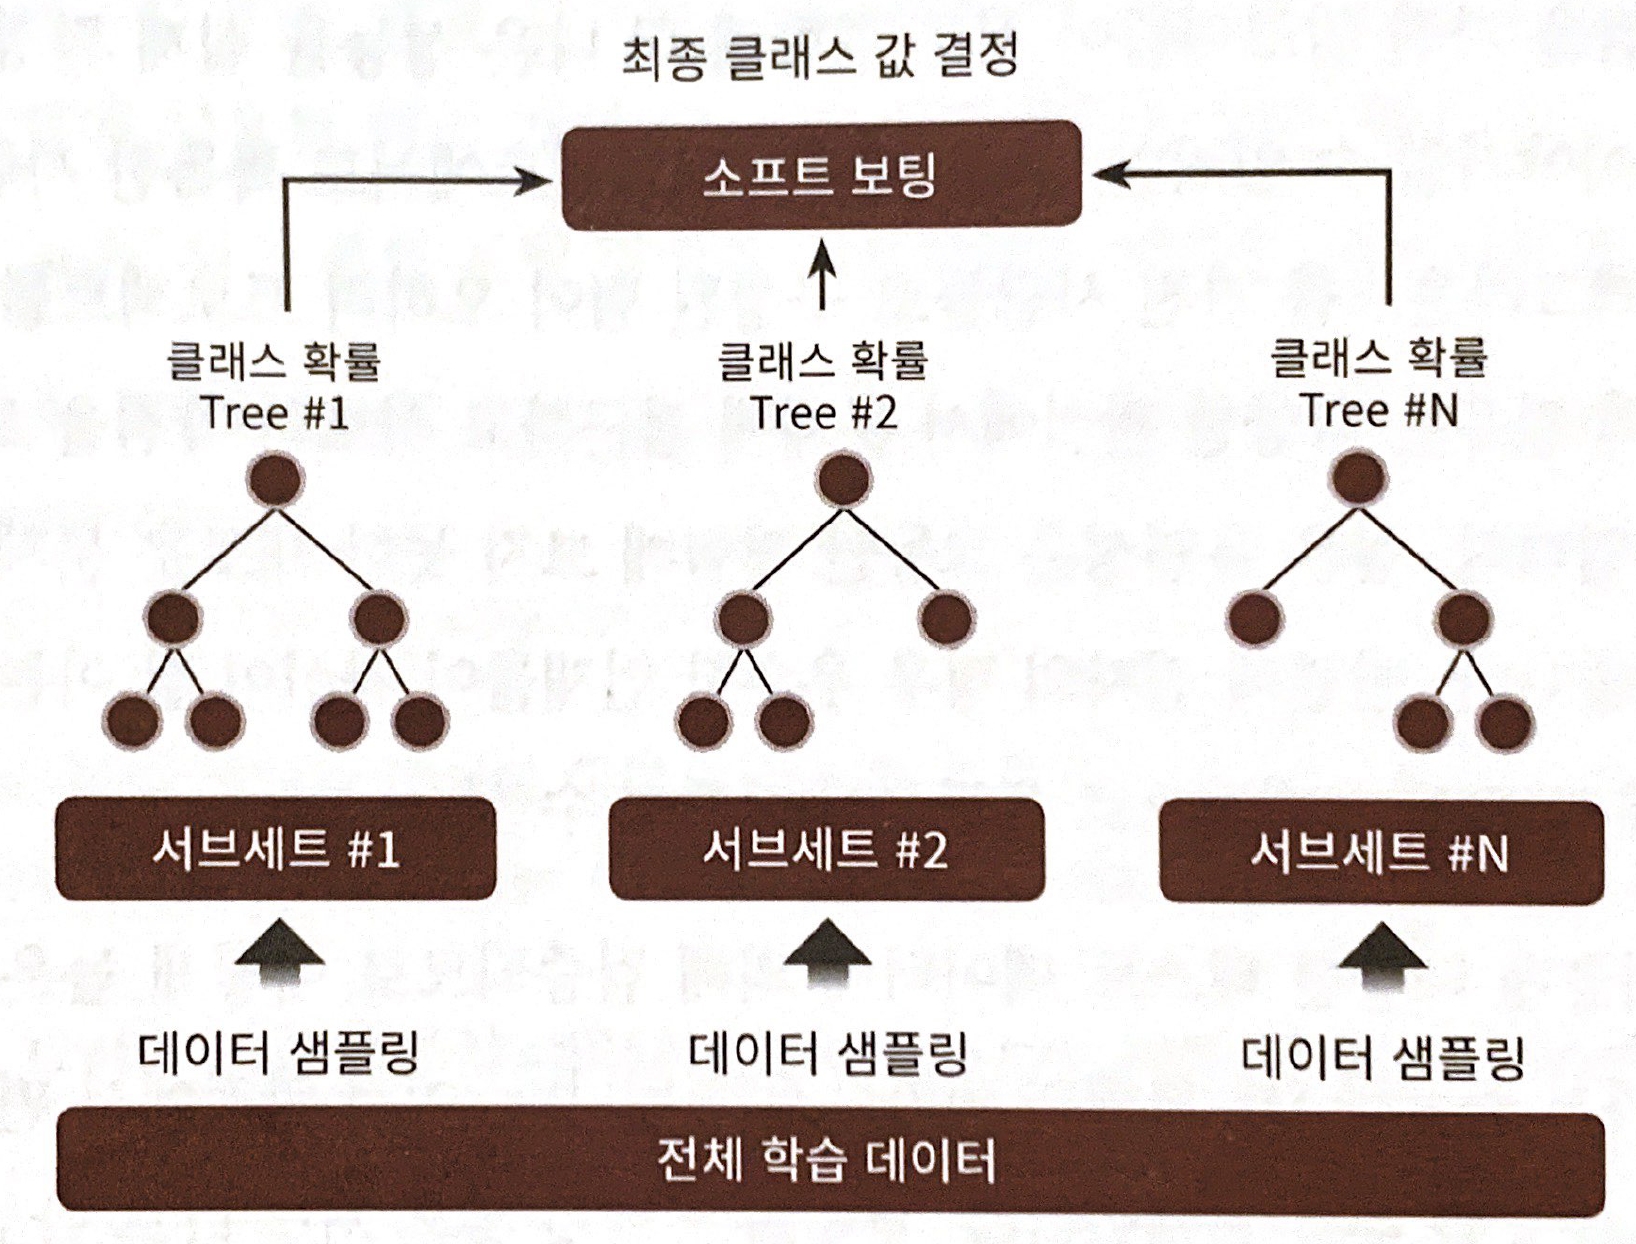 최종 클래스 값 결정
소프트 보팅
클래스 확률
Tree #1
클래스 확률
Tree #2
클래스 확률
Tree #N
서브세트 #1
서브세트 #2
서브세트 #N
데이터 샘플링
데이터 샘플링
데이터 샘플링
전체 학습 데이터